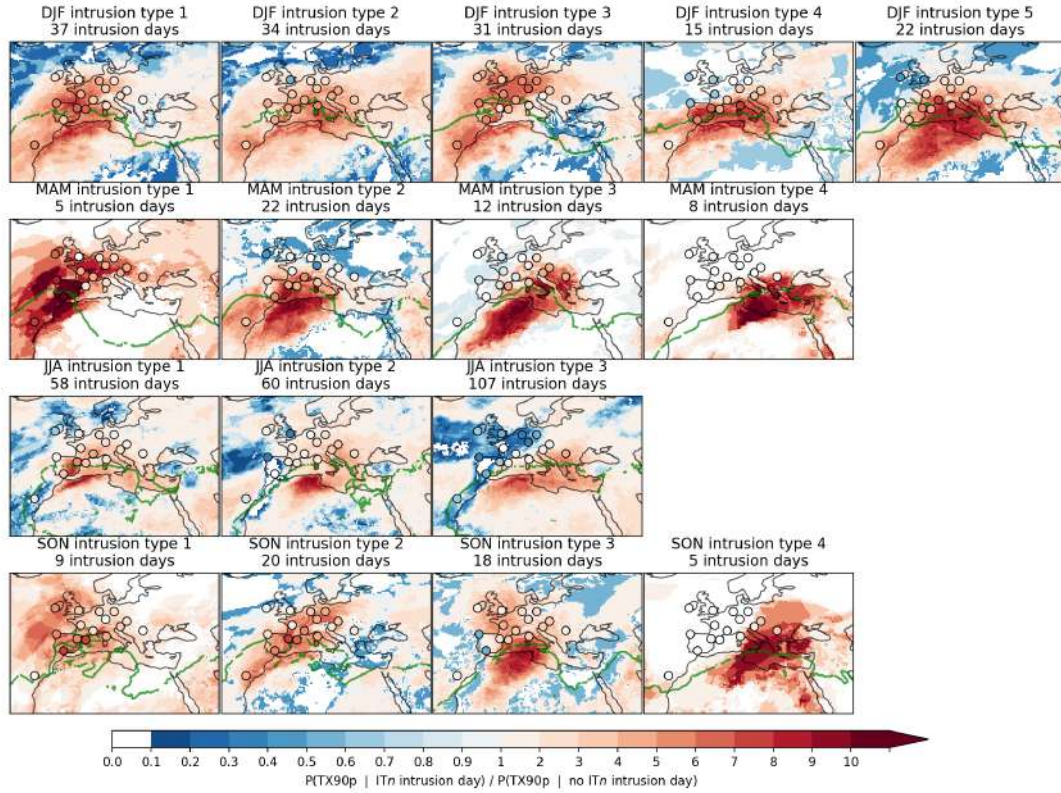 DJF intrusion type 1
37 intrusion days
DJF intrusion type 2
34 intrusion days
DJF intrusion type 3
31 intrusion days
DJF intrusion type 4
15 intrusion days
DJF intrusion type 5
22 intrusion days
MAM intrusion type 1
5 intrusion days
MAM intrusion type 2
22 intrusion days
MAM intrusion type 3
12 intrusion days
MAM intrusion type 4
8 intrusion days
JJA intrusion type 1
58 intrusion days
JJA intrusion type 2
60 intrusion days
JJA intrusion type 3
107 intrusion days
SON intrusion type 1
9 intrusion days
SON intrusion type 2
20 intrusion days
SON intrusion type 3
18 intrusion days
SON intrusion type 4
5 intrusion days
0.0 0.1 0.2 0.3 0.4 0.5 0.6 0.7 0.8 0.9 1 2 3 4 5 6 7 8 9 10
P(TX90p | ITn intrusion day) / P(TX90p | no ITn intrusion day)